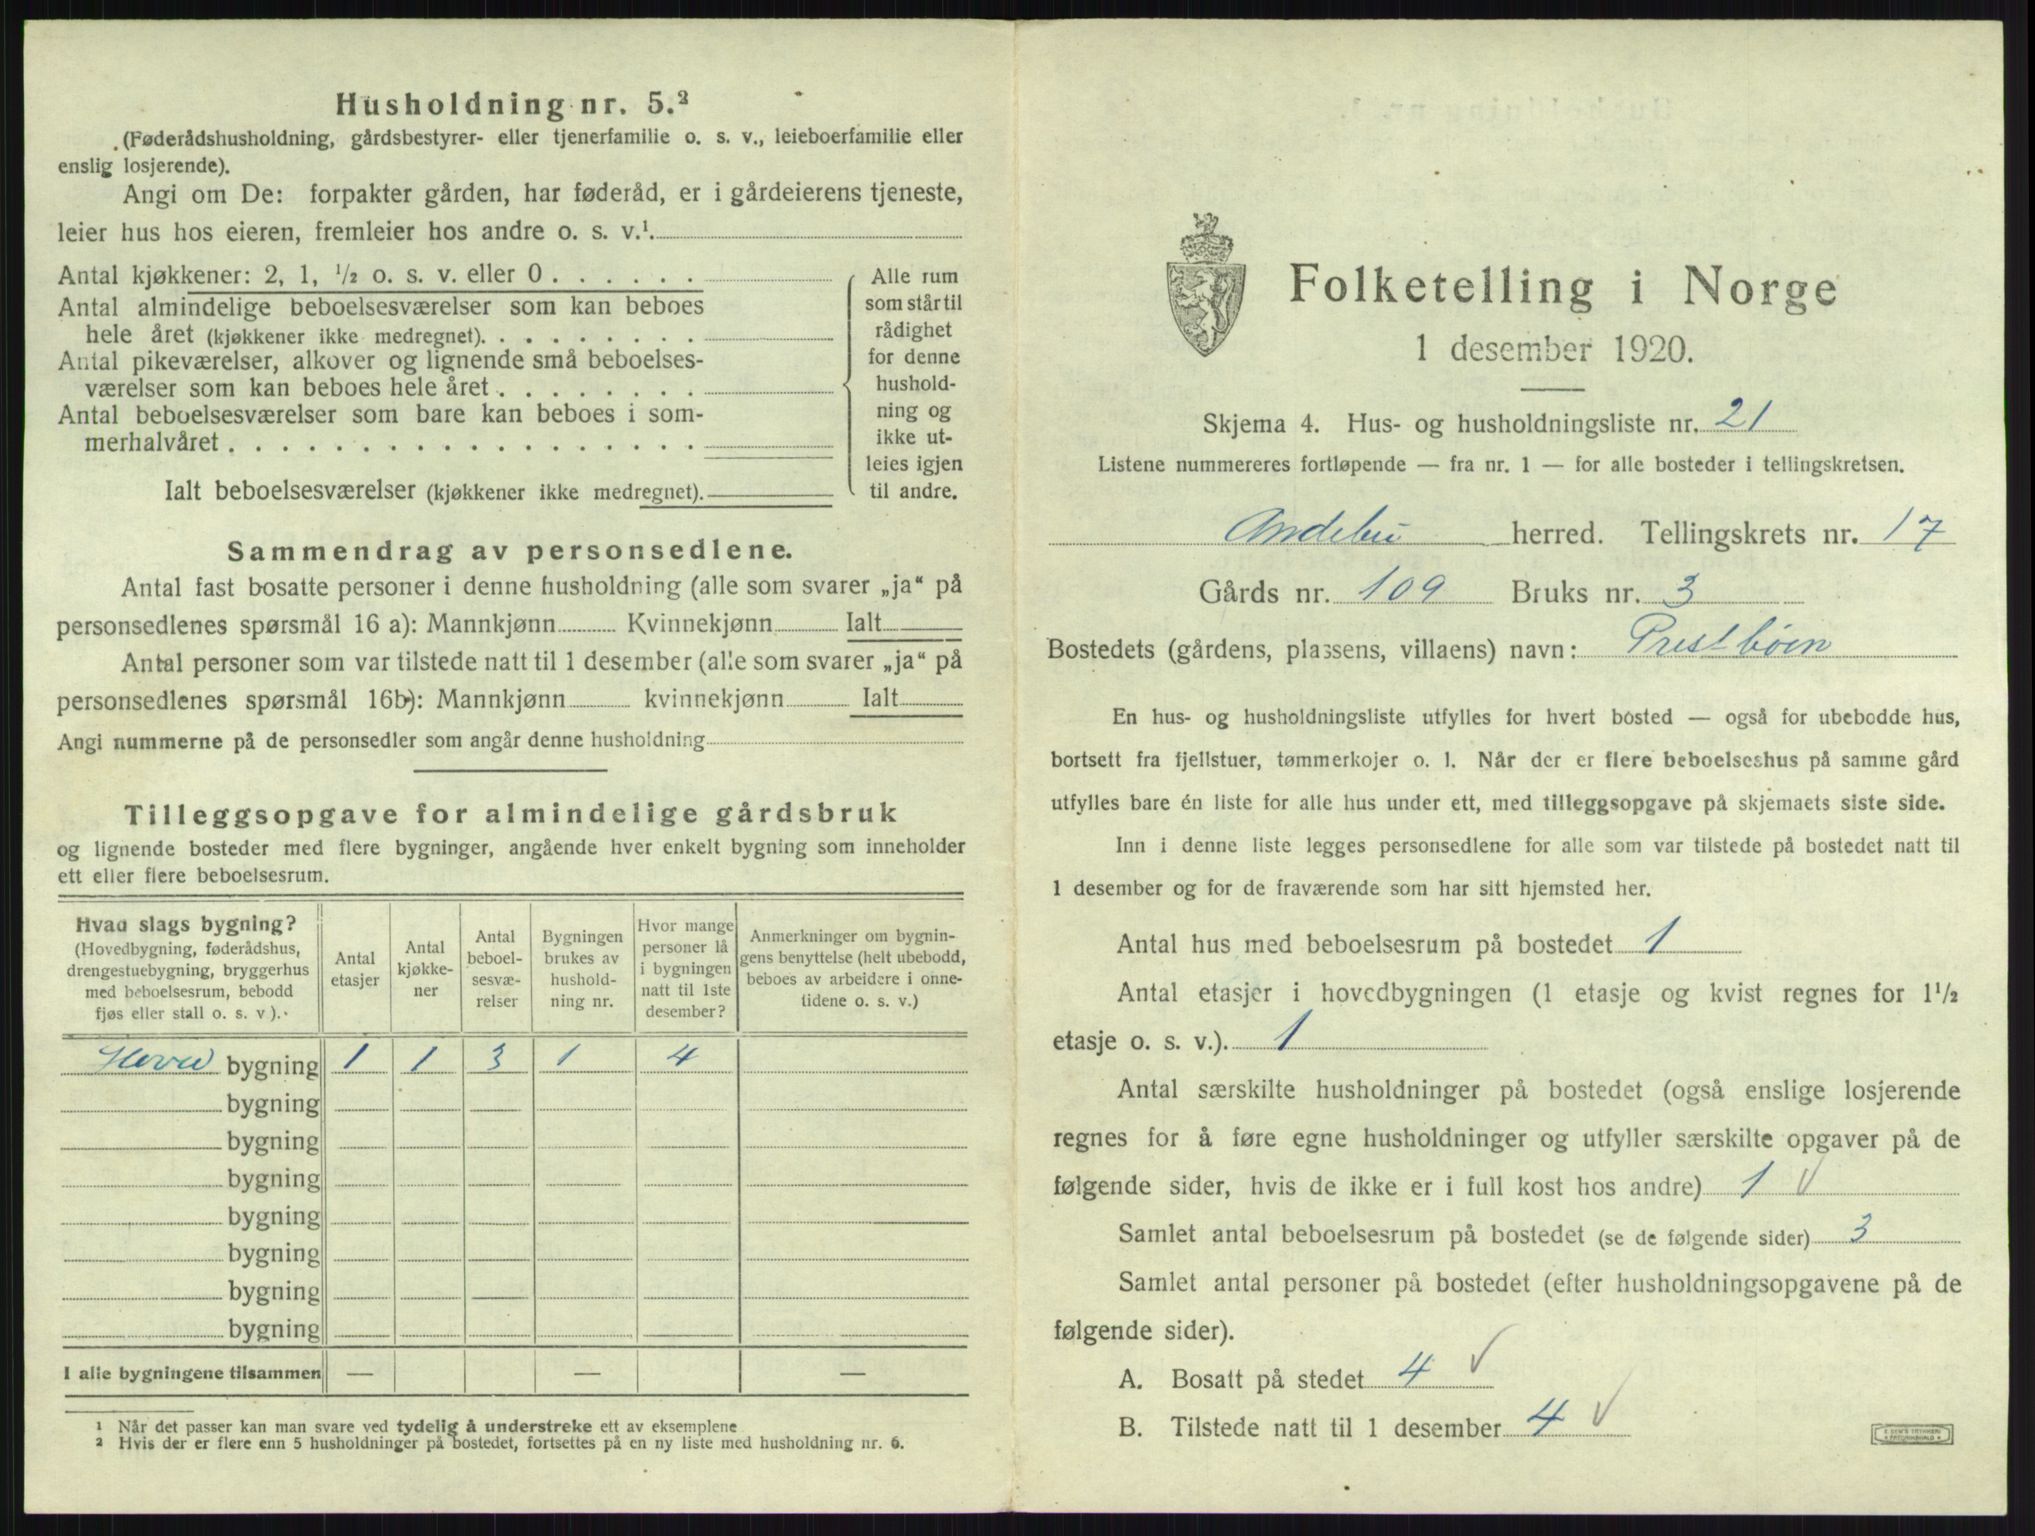 Husholdning nr. 5.²
(Føderådshusholdning, gårdsbestyrer- eller tjenerfamilie o. s. v., leieboerfamilie eller
enslig losjerende).
Angi om De: forpakter gården, har føderåd, er i gårdeierens tjeneste,
leier hus hos eieren, fremleier hos andre o. s. v.¹.
Antal kjøkkener: 2, 1, ½ o. s. v. eller 0 . . . . . .
Antal almindelige beboelsesværelser som kan beboes
hele året (kjøkkener ikke medregnet). . . . . . . . .
Antal pikeværelser, alkover og lignende små beboelses-
værelser som kan beboes hele året . . . . . . . .
Antal beboelsesværelser som bare kan beboes i som-
merhalvåret . . . . . . . . . . . . . . . . . .
Ialt beboelsesværelser (kjøkkener ikke medregnet).
Alle rum
som står til
rådighet
for denne
hushold-
ning og
ikke ut-
leies igjen
til andre.
Sammendrag av personsedlene.
Antal fast bosatte personer i denne husholdning (alle som svarer „ja“ på
personsedlenes spørsmål 16 a): Mannkjønn Kvinnekjønn Ialt
Antal personer som var tilstede natt til 1 desember (alle som svarer „ja“ på
personsedlenes spørsmål 16b): Mannkjønn kvinnekjønn Ialt
Angi nummerne på de personsedler som angår denne husholdning
Tilleggsopgave for almindelige gårdsbruk
og lignende bosteder med flere bygninger, angående hver enkelt bygning som inneholder
ett eller flere beboelsesrum.
Hvad slags bygning?
(Hovedbygning, føderådshus,
drengestuebygning, bryggerhus
med beboelsesrum, bebodd
fjøs eller stall o. s. v).
Antal
etasjer
Antal
kjøkke-
ner
Antal
beboel-
sesvæ-
relser
Bygningen
brukes av
hushold-
ning nr.
Hvor mange
personer lå
i bygningen
natt til 1ste
desember?
Anmerkninger om bygnin-
gens benyttelse (helt ubebodd,
beboes av arbeidere i onne-
tidene o. s. v.)
Hoved bygning 1 1 3 1 4
bygning
bygning
bygning
bygning
bygning
bygning
bygning
I alle bygningene tilsammen — — —
¹ Når det passer kan man svare ved tydelig å understreke ett av eksemplene
² Hvis der er flere enn 5 husholdninger på bostedet, fortsettes på en ny liste med husholdning nr. 6.
Folketelling i Norge
1 desember 1920.
Skjema 4. Hus- og husholdningsliste nr. 21
Listene nummereres fortløpende — fra nr. 1 — for alle bosteder i tellingskretsen.
Andebu herred. Tellingskrets nr. 17
Gårds nr. 109 Bruks nr. 3
Bostedets (gårdens, plassens, villaens) navn: Prestbøen
En hus- og husholdningsliste utfylles for hvert bosted — også for ubebodde hus,
bortsett fra fjellstuer, tømmerkojer o. l. Når der er flere beboelseshus på samme gård
utfylles bare én liste for alle hus under ett, med tilleggsopgave på skjemaets siste side.
Inn i denne liste legges personsedlene for alle som var tilstede på bostedet natt til
1 desember og for de fraværende som har sitt hjemsted her.
Antal hus med beboelsesrum på bostedet 1
Antal etasjer i hovedbygningen (1 etasje og kvist regnes for 1½
etasje o. s. v.). 1
Antal særskilte husholdninger på bostedet (også enslige losjerende
regnes for å føre egne husholdninger og utfyller særskilte opgaver på de
følgende sider, hvis de ikke er i full kost hos andre) 1 √
Samlet antal beboelsesrum på bostedet (se de følgende sider) 3
Samlet antal personer på bostedet (efter husholdningsopgavene på de
følgende sider).
A. Bosatt på stedet 4 √
B. Tilstede natt til 1 desember 4 √